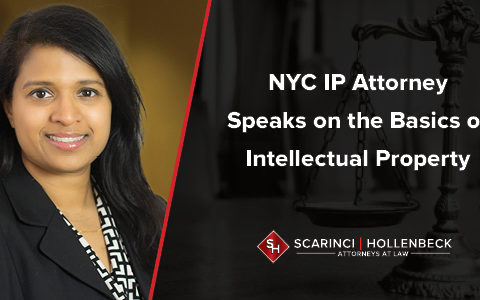 NYC IP Attorney
Speaks on the Basics o
Intellectual Property
SH
SCARINCI | HOLLENBECK
ATTORNEYS AT LAW